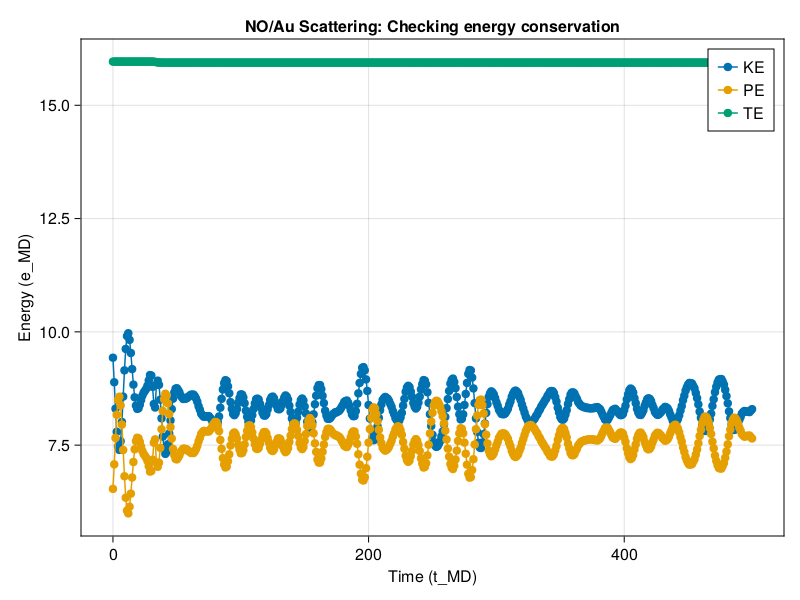 NO/Au Scattering: Checking energy conservation
KE
PE
TE
15.0
12.5
10.0
7.5
Energy (e_MD)
0
200
400
Time (t_MD)